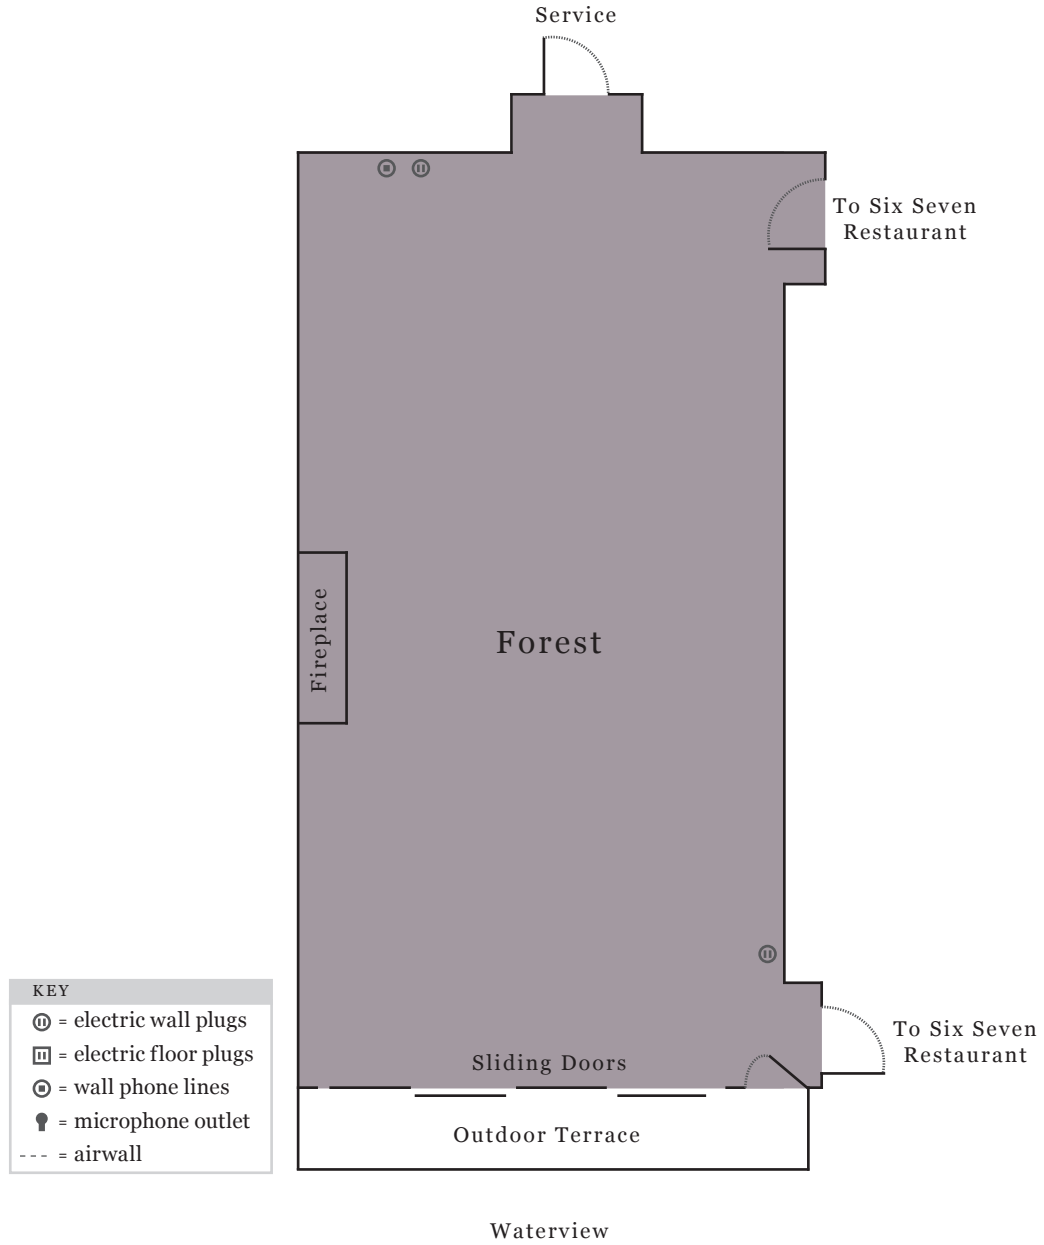 Service
To Six Seven
Restaurant
Fireplace
Forest
KEY
= electric wall plugs
= electric floor plugs
= wall phone lines
= microphone outlet
--- = airwall
To Six Seven
Restaurant
Sliding Doors
Outdoor Terrace
Waterview